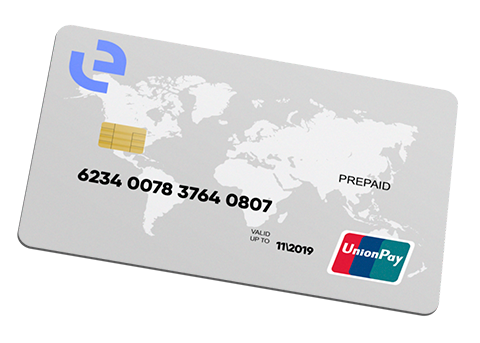 6234 0078 3764 0807
PREPAID
VALID
UP TO 11\2019
UnionPay